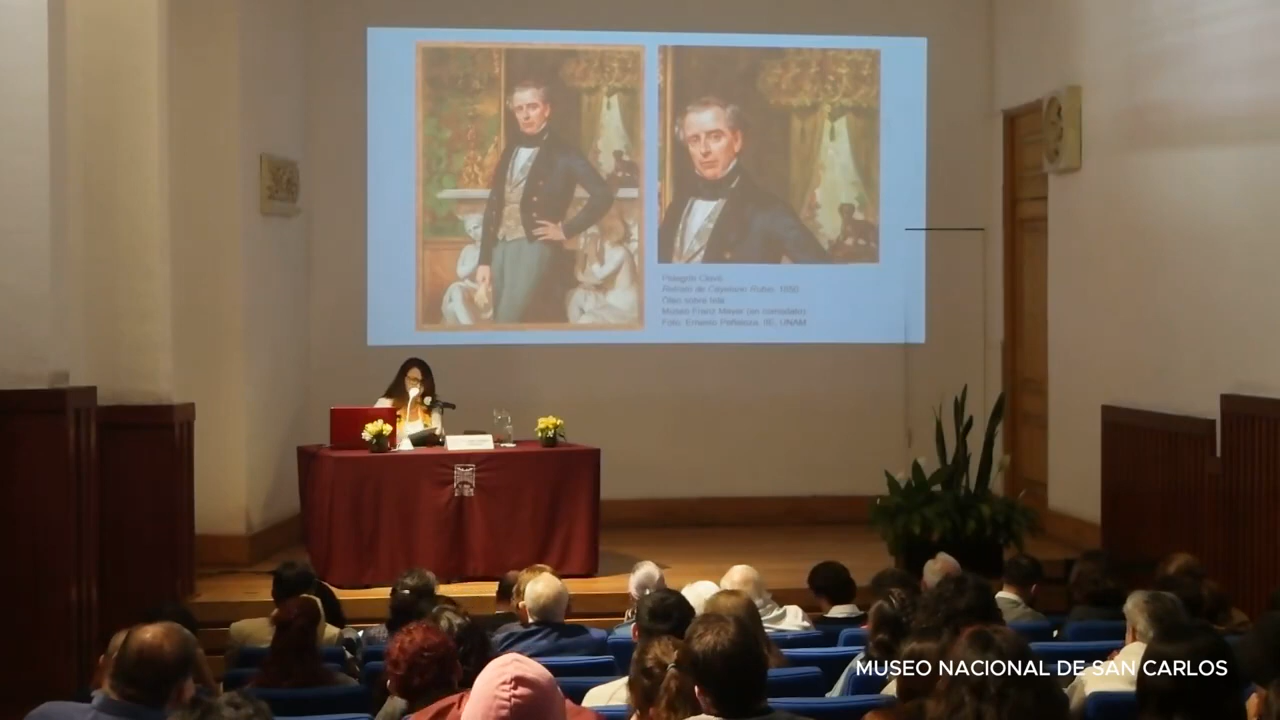 Pelegrín Clavé
Retrato de Cayetano Rubio, 1850
Óleo sobre tela
Museo Franz Mayer (en comodato)
Foto: Ernesto Peñaloza, IIE, UNAM
MUSEO NACIONAL DE SAN CARLOS